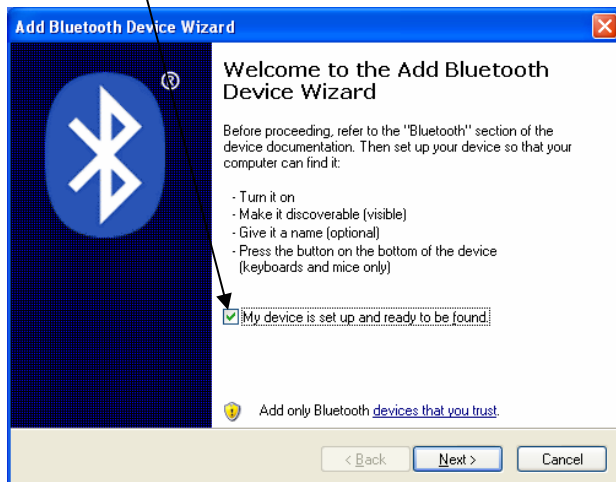 Add Bluetooth Device Wizard
®
Welcome to the Add Bluetooth
Device Wizard
Before proceeding, refer to the "Bluetooth" section of the
device documentation. Then set up your device so that your
computer can find it:
- Turn it on
- Make it discoverable (visible)
- Give it a name (optional)
- Press the button on the bottom of the device
(keyboards and mice only)
My device is set up and ready to be found.
Add only Bluetooth devices that you trust.
< Back Next > Cancel